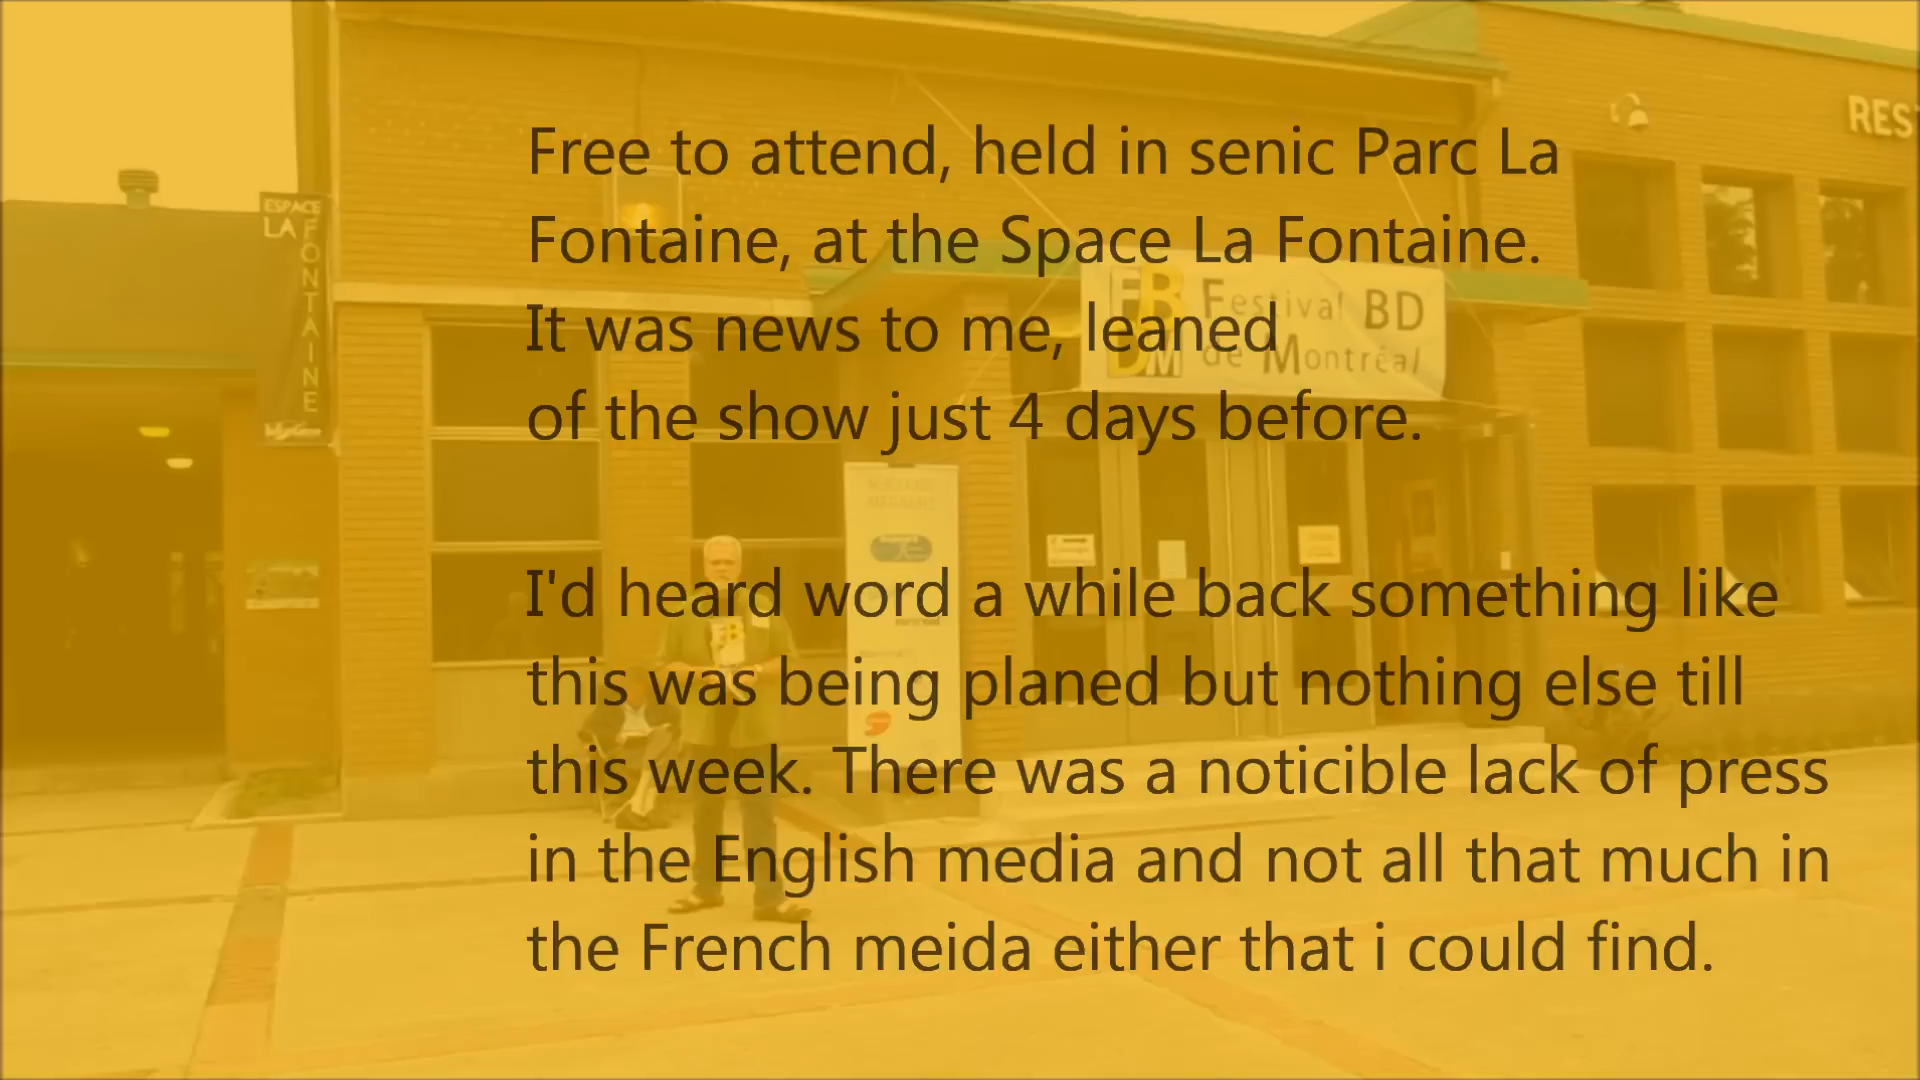 Free to attend, held in senic Parc La
Fontaine, at the Space La Fontaine.
It was news to me, leaned
of the show just 4 days before.
I'd heard word a while back something like
this was being planed but nothing else till
this week. There was a noticible lack of press
in the English media and not all that much in
the French meida either that i could find.
ESPACE
LA
FONTAINE
FB
DM
Festival BD
de Montréal
RES